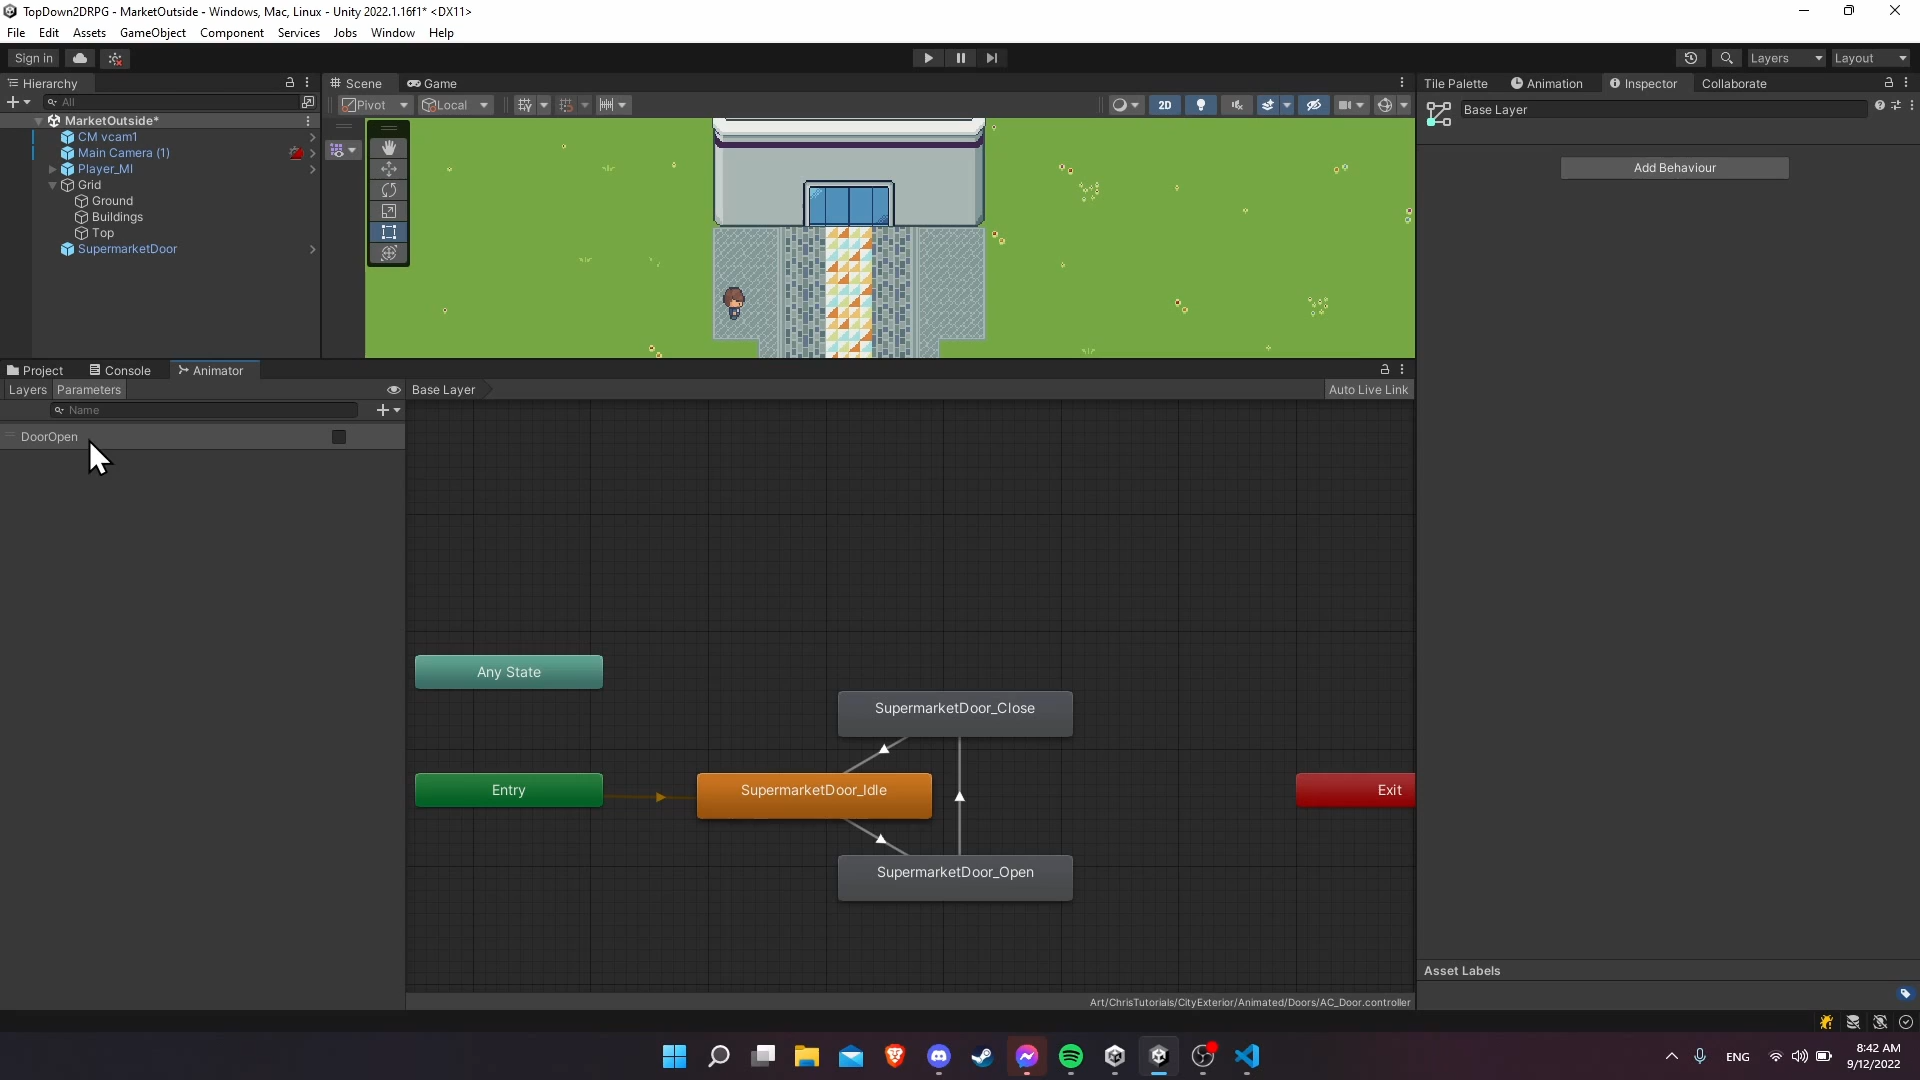 TopDown2DRPG - MarketOutside - Windows, Mac, Linux - Unity 2022.1.16f1* <DX11>
File Edit Assets GameObject Component Services Jobs Window Help
Sign in
Layers
Layout
Hierarchy
Scene
Game
Tile Palette
Animation
Inspector
Collaborate
All
Pivot
Local
2D
Base Layer
MarketOutside*
CM vcam1
Main Camera (1)
Player_MI
Grid
Ground
Buildings
Top
SupermarketDoor
Add Behaviour
Project
Console
Animator
Layers
Parameters
Base Layer
Auto Live Link
Name
DoorOpen
Any State
SupermarketDoor_Close
Entry
SupermarketDoor_Idle
Exit
SupermarketDoor_Open
Asset Labels
Art/ChrisTutorials/CityExterior/Animated/Doors/AC_Door.controller
ENG
8:42 AM
9/12/2022